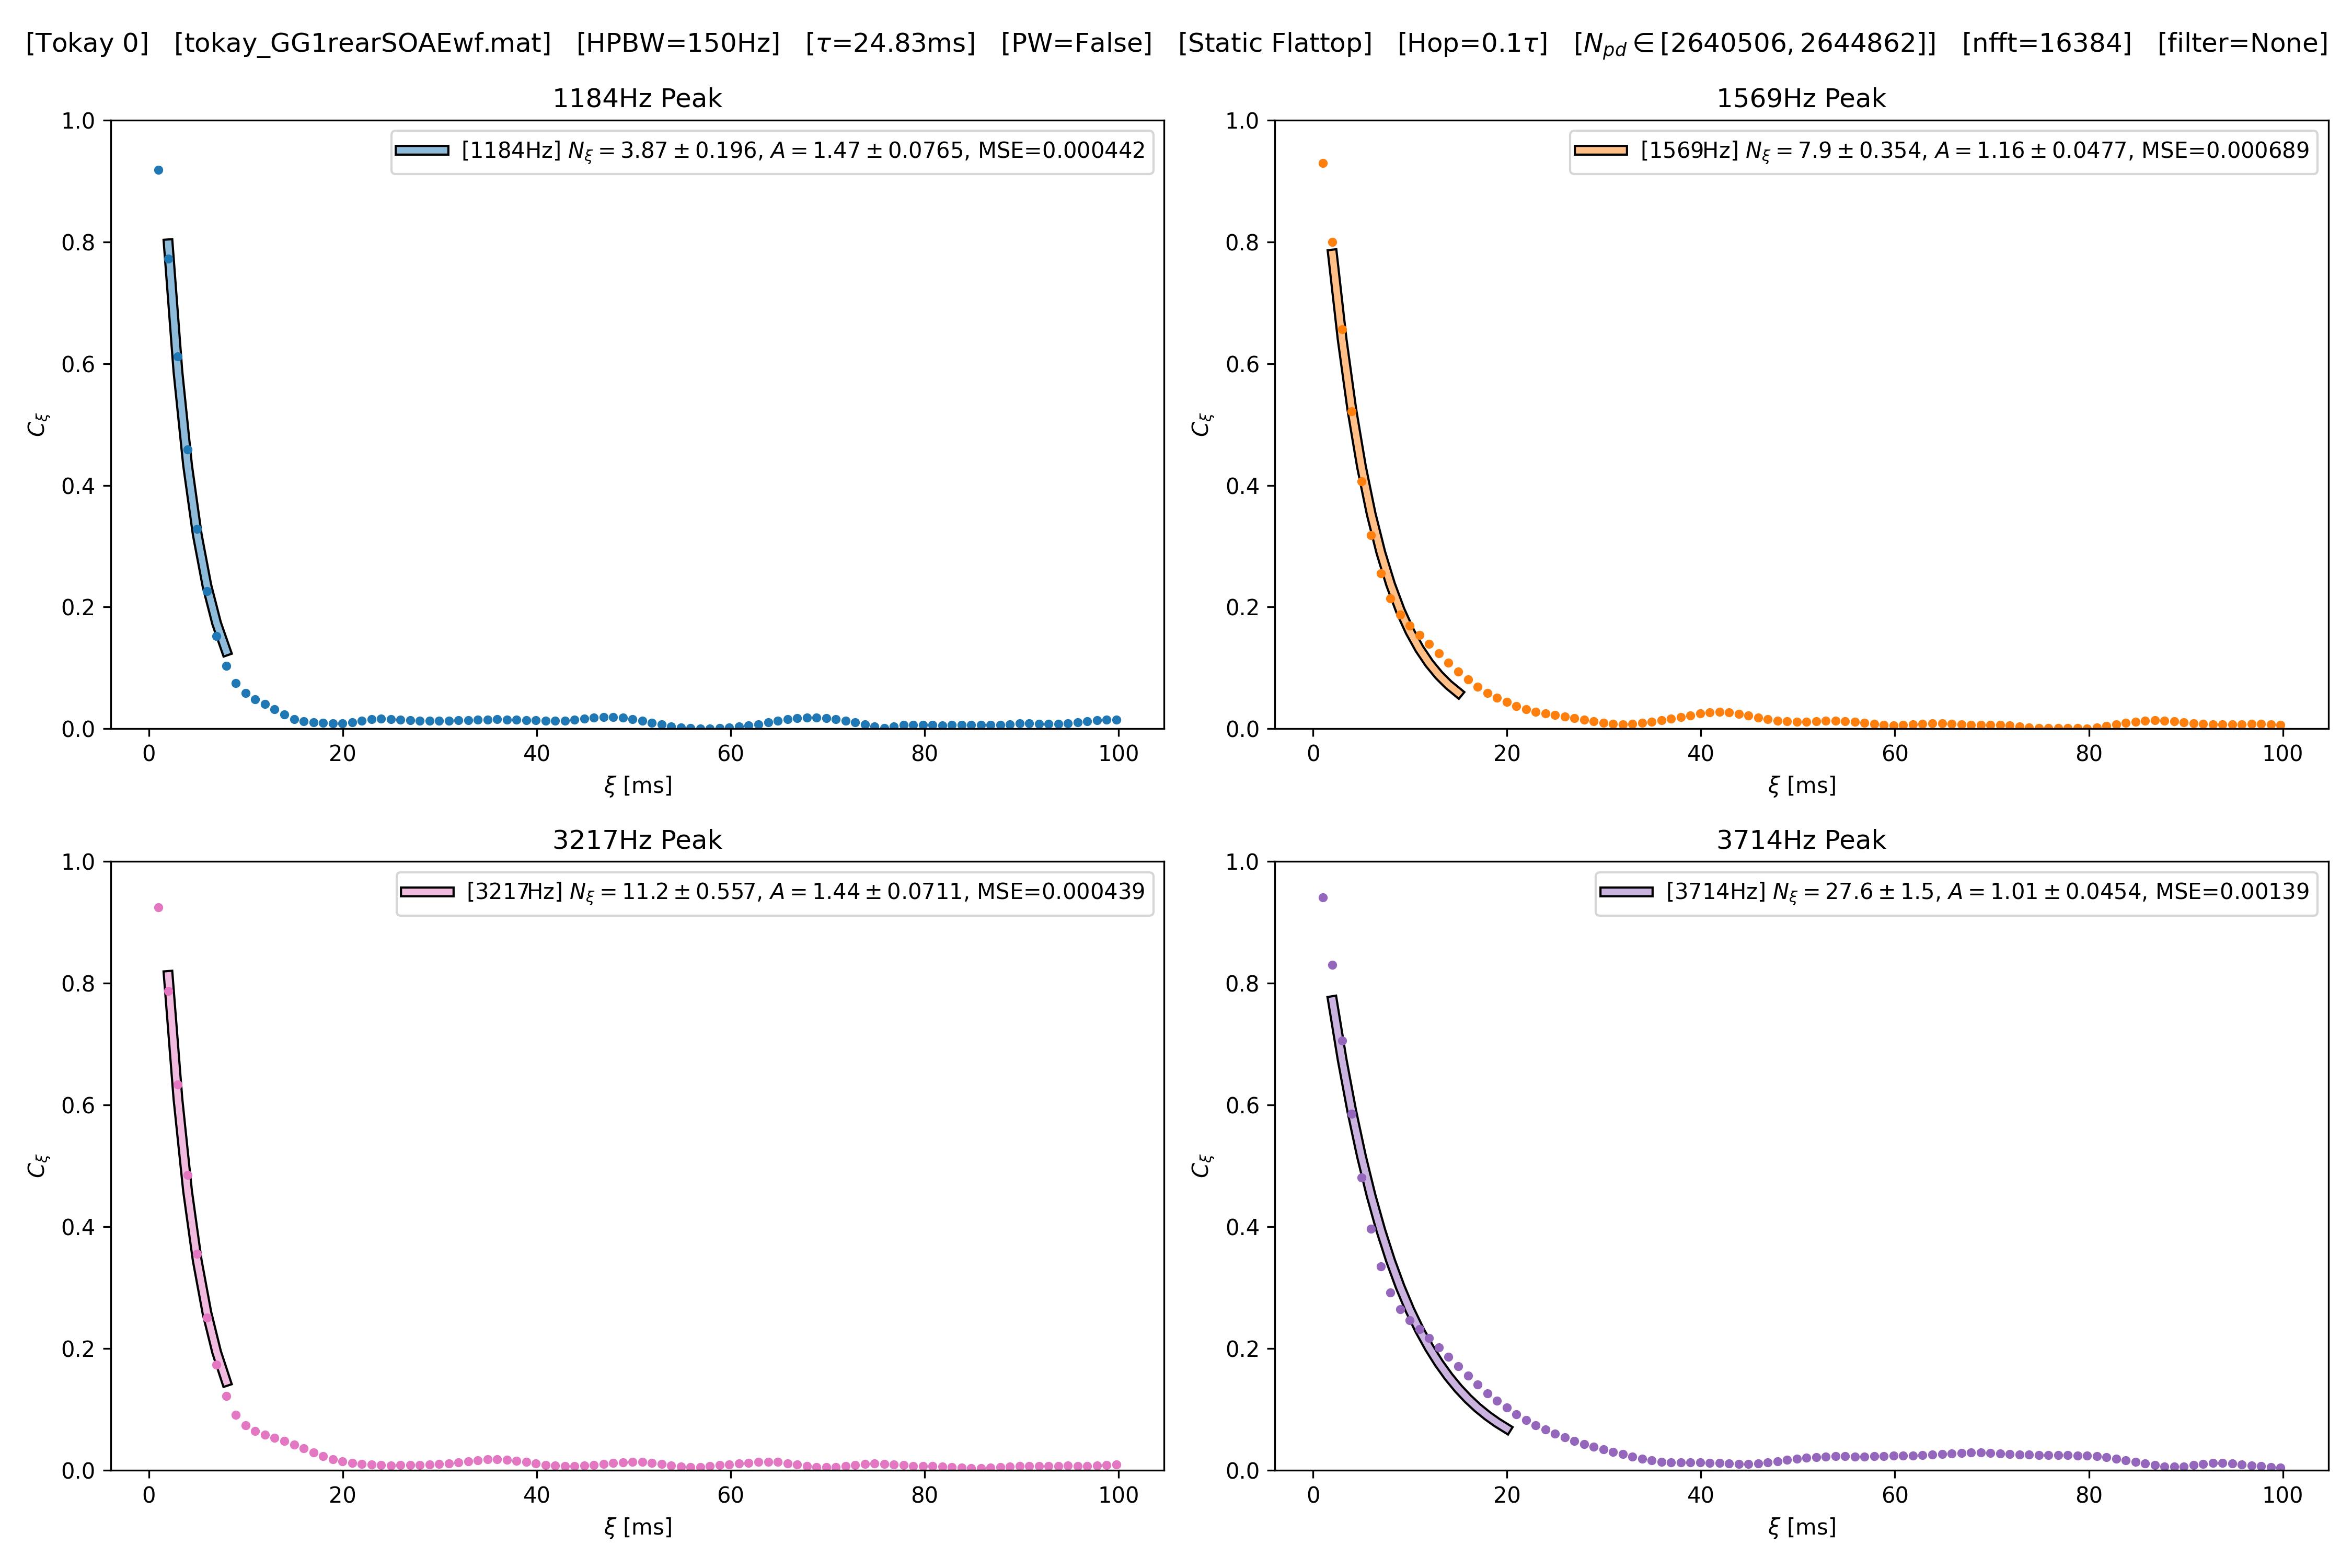 [Tokay 0] [tokay_GG1rearSOAEwf.mat] [HPBW=150Hz] [τ=24.83ms] [PW=False] [Static Flattop] [Hop=0.1τ] [N_pd ∈ [2640506, 2644862]] [nfft=16384] [filter=None]
1184Hz Peak
[1184Hz] N_ξ = 3.87 ± 0.196, A = 1.47 ± 0.0765, MSE=0.000442
1.0
0.8
0.6
0.4
0.2
0.0
C_ξ
0 20 40 60 80 100
ξ [ms]
1569Hz Peak
[1569Hz] N_ξ = 7.9 ± 0.354, A = 1.16 ± 0.0477, MSE=0.000689
1.0
0.8
0.6
0.4
0.2
0.0
C_ξ
0 20 40 60 80 100
ξ [ms]
3217Hz Peak
[3217Hz] N_ξ = 11.2 ± 0.557, A = 1.44 ± 0.0711, MSE=0.000439
1.0
0.8
0.6
0.4
0.2
0.0
C_ξ
0 20 40 60 80 100
ξ [ms]
3714Hz Peak
[3714Hz] N_ξ = 27.6 ± 1.5, A = 1.01 ± 0.0454, MSE=0.00139
1.0
0.8
0.6
0.4
0.2
0.0
C_ξ
0 20 40 60 80 100
ξ [ms]